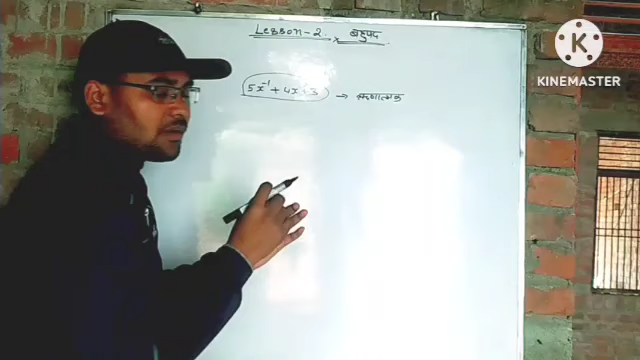 Lesson-2. बहुपद
5x⁻¹ + 4x + 3 → ऋणात्मक
KINEMASTER